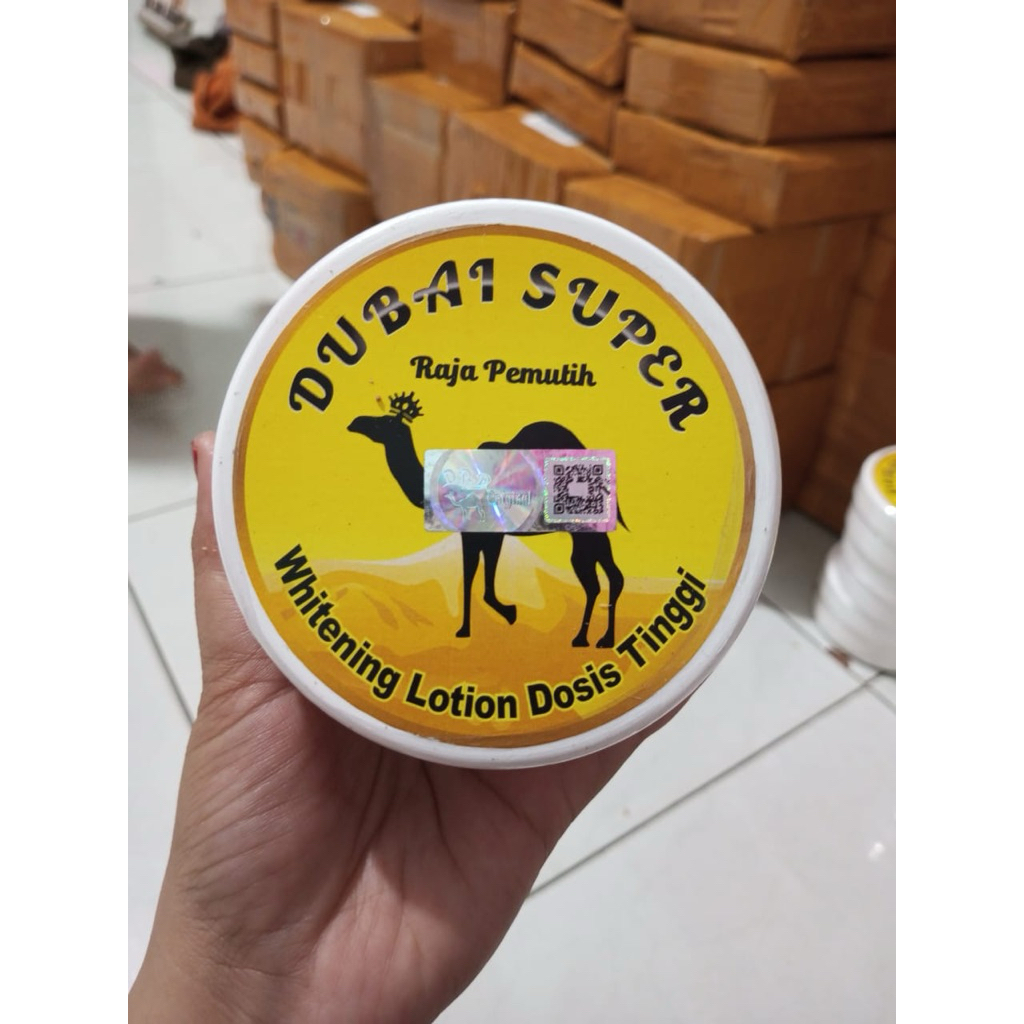 DUBAI SUPER
Raja Pemutih
Whitening Lotion Dosis Tinggi